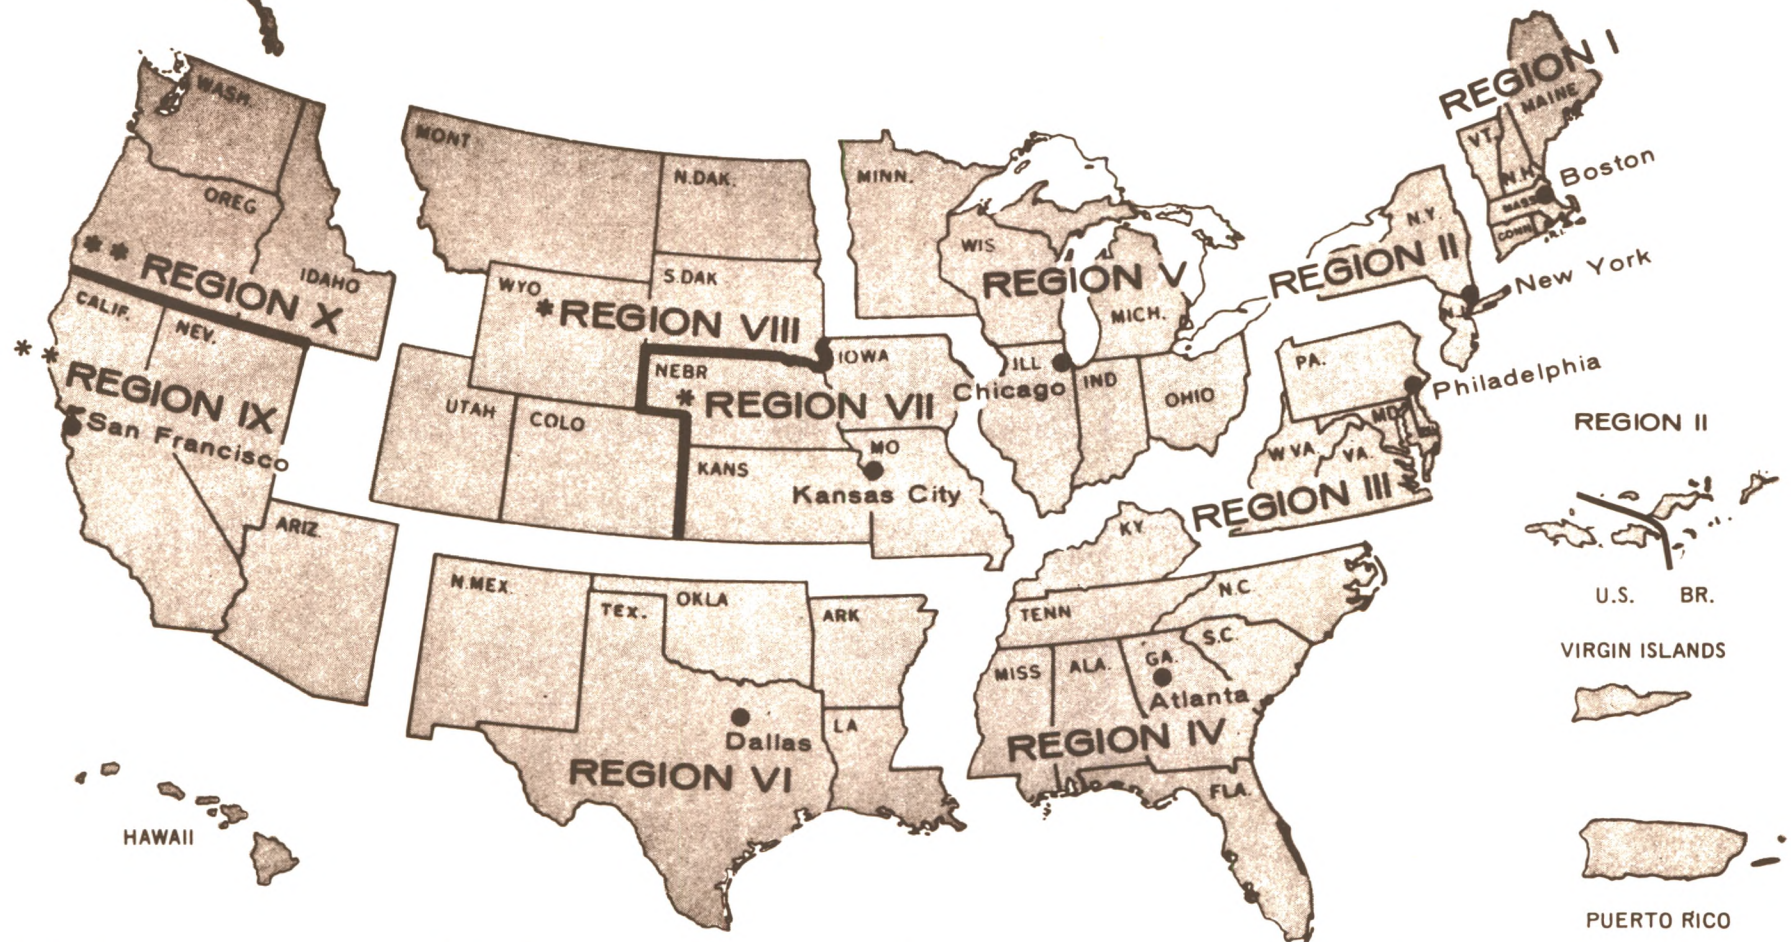 REGION I
MAINE
VT.
N.H.
MASS
CONN
R.I.
Boston
WASH.
MONT
N.DAK.
MINN.
OREG
IDAHO
** REGION X
WIS
REGION V
MICH.
N.Y.
REGION II
New York
N.J.
S.DAK
WYO
*REGION VIII
CALIF.
NEV.
**
REGION IX
San Francisco
IOWA
NEBR
* REGION VII
ILL
Chicago
IND
OHIO
PA.
Philadelphia
MD
UTAH
COLO
KANS
MO
Kansas City
W VA.
VA.
REGION III
REGION II
U.S. BR.
VIRGIN ISLANDS
PUERTO RICO
ARIZ.
N.MEX.
TEX.
OKLA
ARK
LA
Dallas
REGION VI
KY
TENN
N.C
S.C.
MISS
ALA.
GA.
Atlanta
REGION IV
FLA.
HAWAII